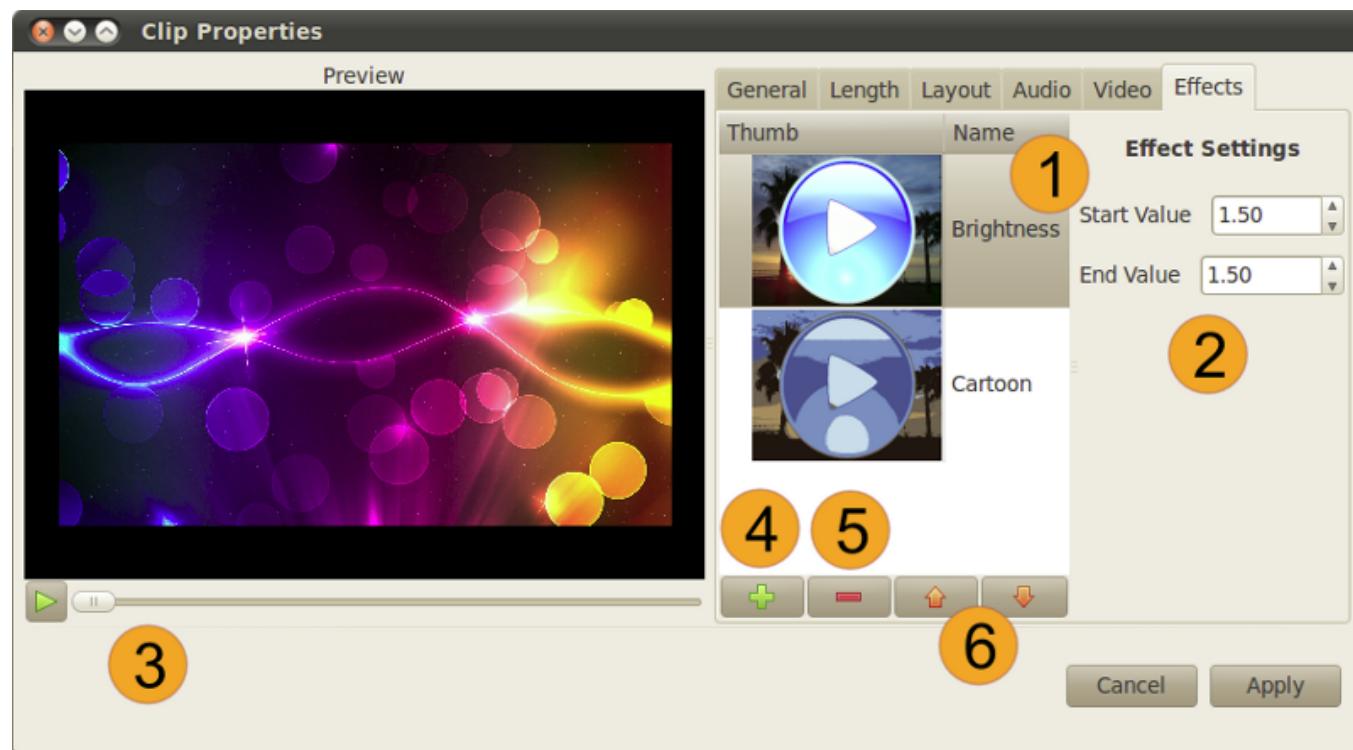 Clip Properties
Preview
General Length Layout Audio Video Effects
Thumb Name
1
Effect Settings
Brightness
Start Value 1.50
End Value 1.50
2
Cartoon
4 5
3
6
Cancel Apply